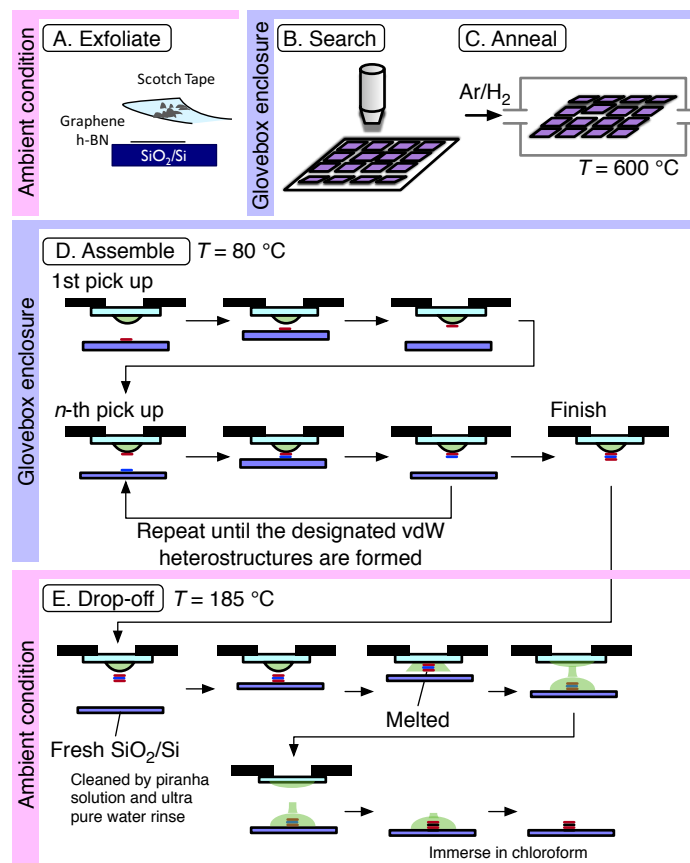 Ambient condition
A. Exfoliate
Scotch Tape
Graphene
h-BN
SiO₂/Si
Glovebox enclosure
B. Search
C. Anneal
Ar/H₂
T = 600 °C
Glovebox enclosure
D. Assemble
T = 80 °C
1st pick up
n-th pick up
Finish
Repeat until the designated vdW
heterostructures are formed
Ambient condition
E. Drop-off
T = 185 °C
Melted
Fresh SiO₂/Si
Cleaned by piranha
solution and ultra
pure water rinse
Immerse in chloroform